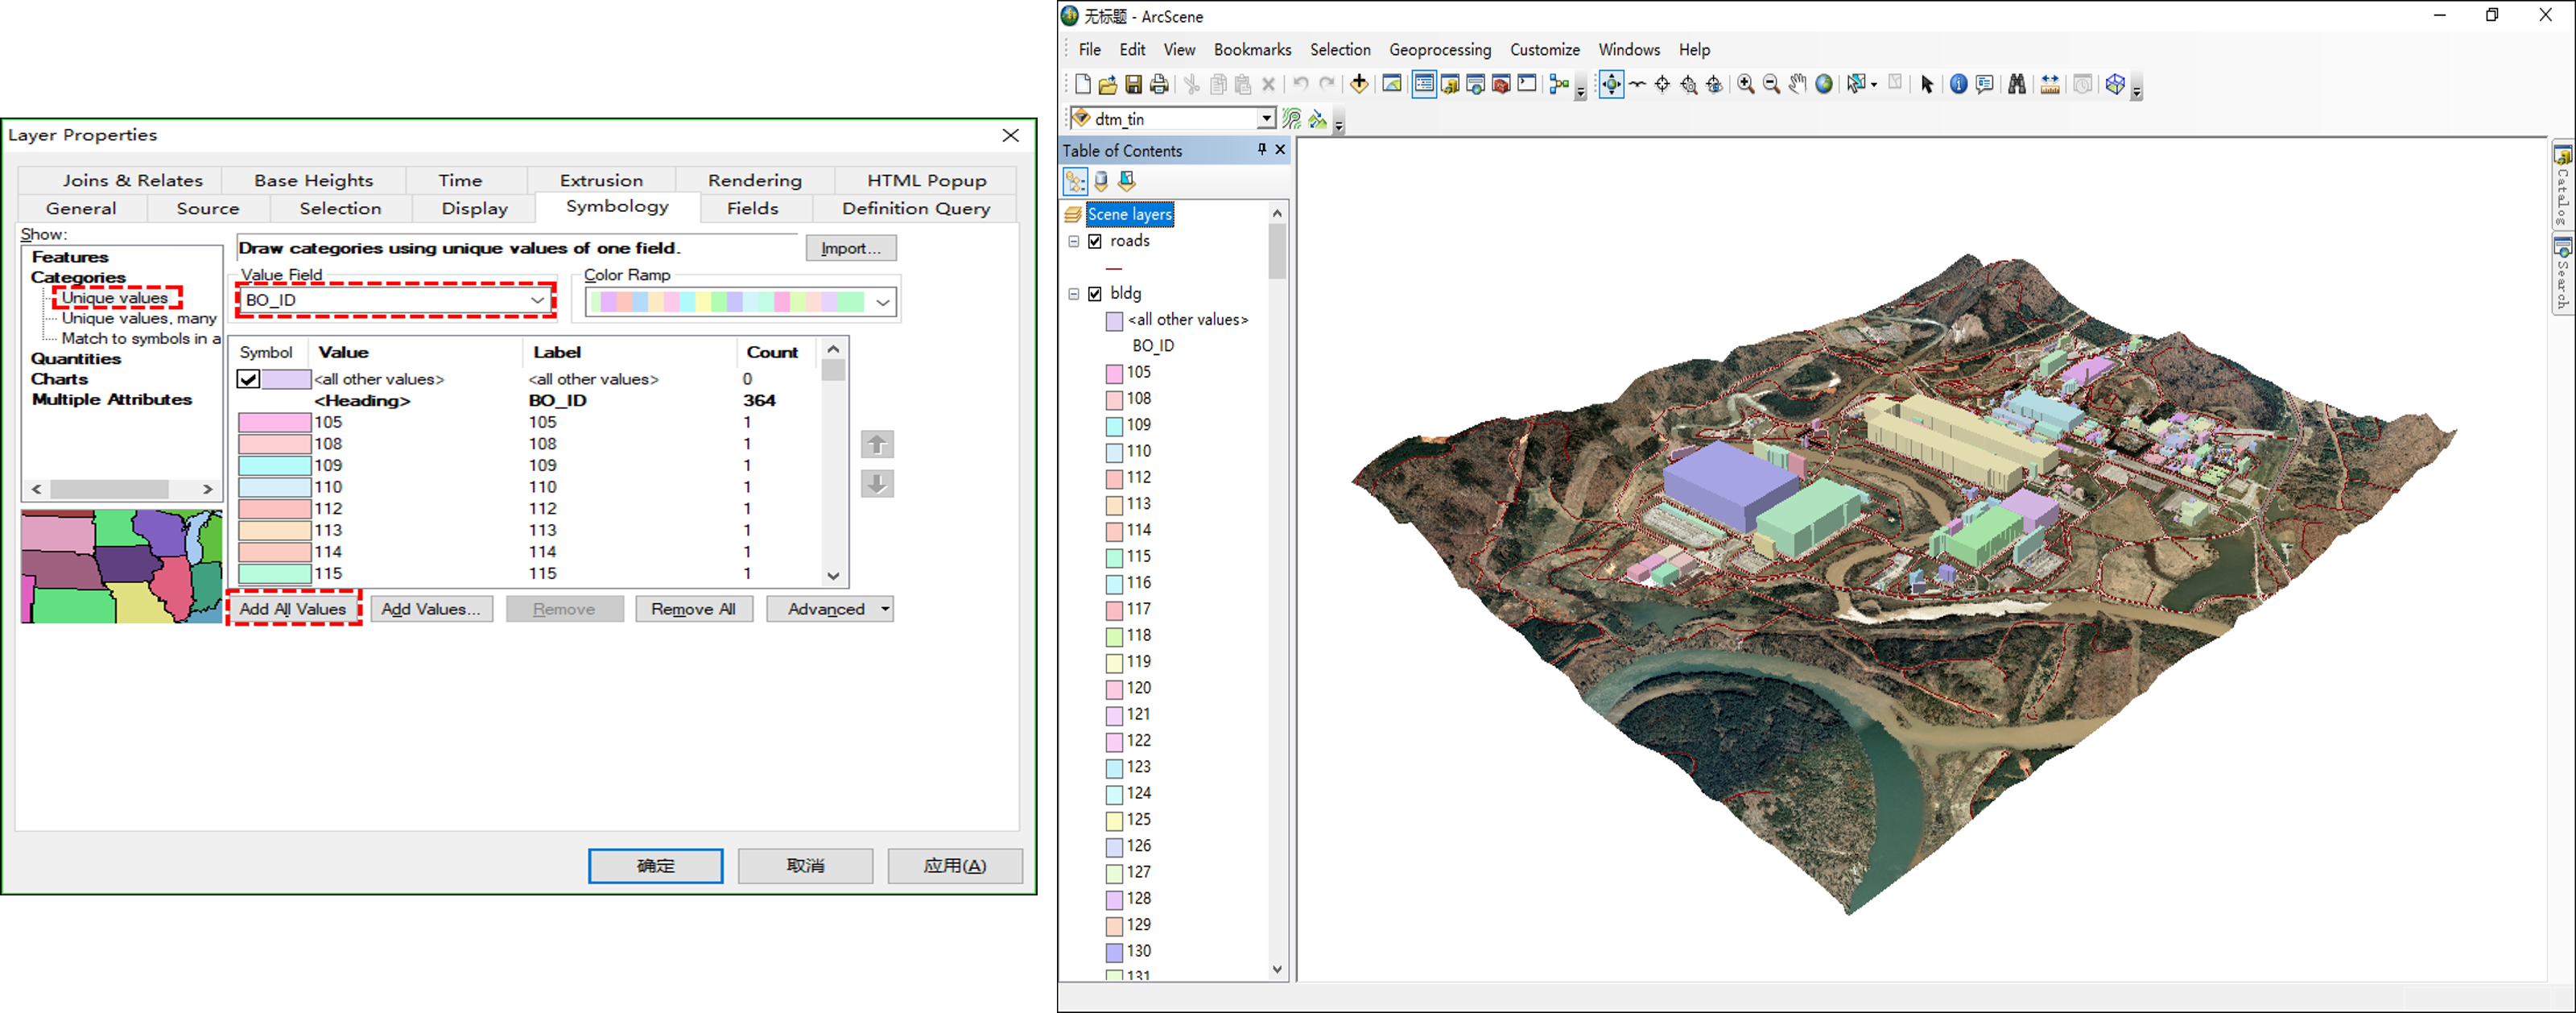 Layer Properties
Joins & Relates Base Heights Time Extrusion Rendering HTML Popup
General Source Selection Display Symbology Fields Definition Query
Show:
Features
Categories
Unique values
Unique values, many
Match to symbols in a
Quantities
Charts
Multiple Attributes
Draw categories using unique values of one field.
Import...
Value Field
BO_ID
Color Ramp
Symbol Value Label Count
<all other values> <all other values> 0
<Heading> BO_ID 364
105 105 1
108 108 1
109 109 1
110 110 1
112 112 1
113 113 1
114 114 1
115 115 1
Add All Values Add Values... Remove Remove All Advanced
确定 取消 应用(A)
无标题 - ArcScene
File Edit View Bookmarks Selection Geoprocessing Customize Windows Help
dtm_tin
Table of Contents
Scene layers
roads
bldg
<all other values>
BO_ID
105
108
109
110
112
113
114
115
116
117
118
119
120
121
122
123
124
125
126
127
128
129
130
131
Catalog
Search